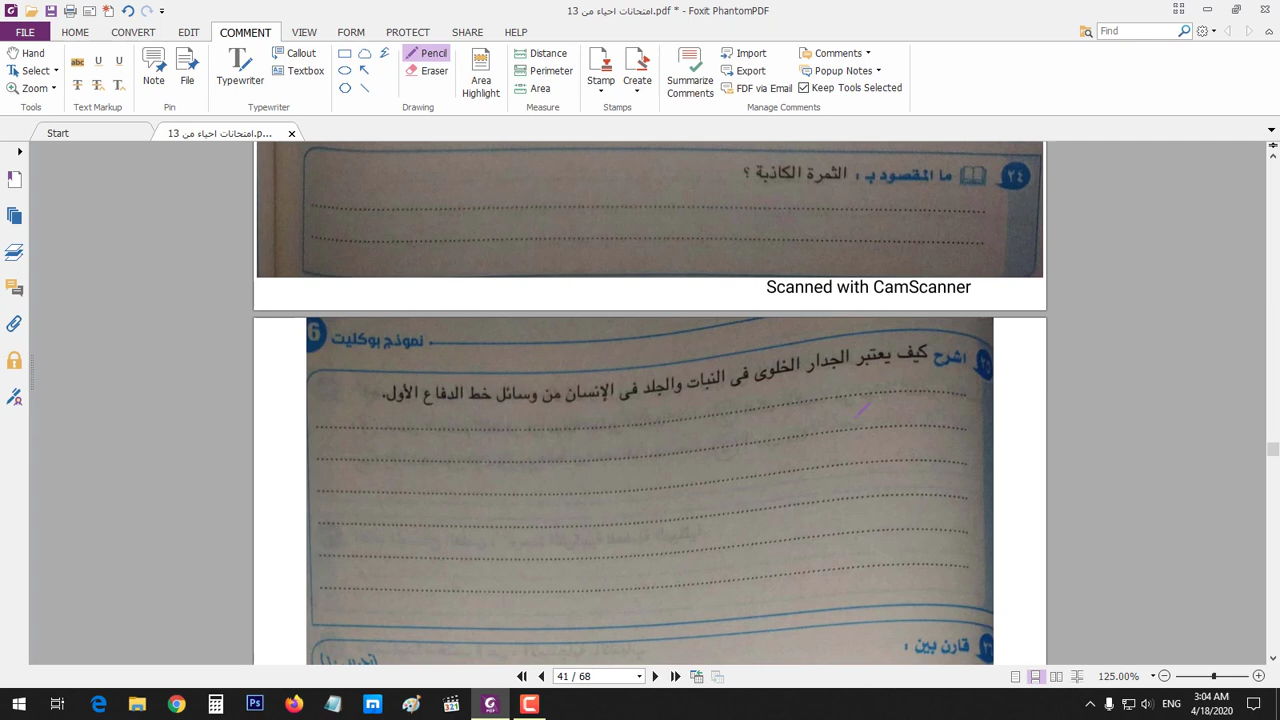 امتحانات احياء من 13.pdf * - Foxit PhantomPDF
FILE HOME CONVERT EDIT COMMENT VIEW FORM PROTECT SHARE HELP
Find
Hand
Select
Zoom
Tools
Text Markup
Note
File
Pin
Typewriter
Callout
Textbox
Typewriter
Pencil
Eraser
Area Highlight
Drawing
Distance
Perimeter
Area
Measure
Stamp
Create
Stamps
Summarize Comments
Import
Export
FDF via Email
Comments
Popup Notes
Keep Tools Selected
Manage Comments
Start
امتحانات احياء من 13.p...
٢٤ ما المقصود بـ : الثمرة الكاذبة ؟
Scanned with CamScanner
نموذج بوكليت 6
٢٥ اشرح كيف يعتبر الجدار الخلوى فى النبات والجلد فى الإنسان من وسائل خط الدفاع الأول.
٢٦ قارن بين :
41 / 68
125.00%
ENG
3:04 AM
4/18/2020